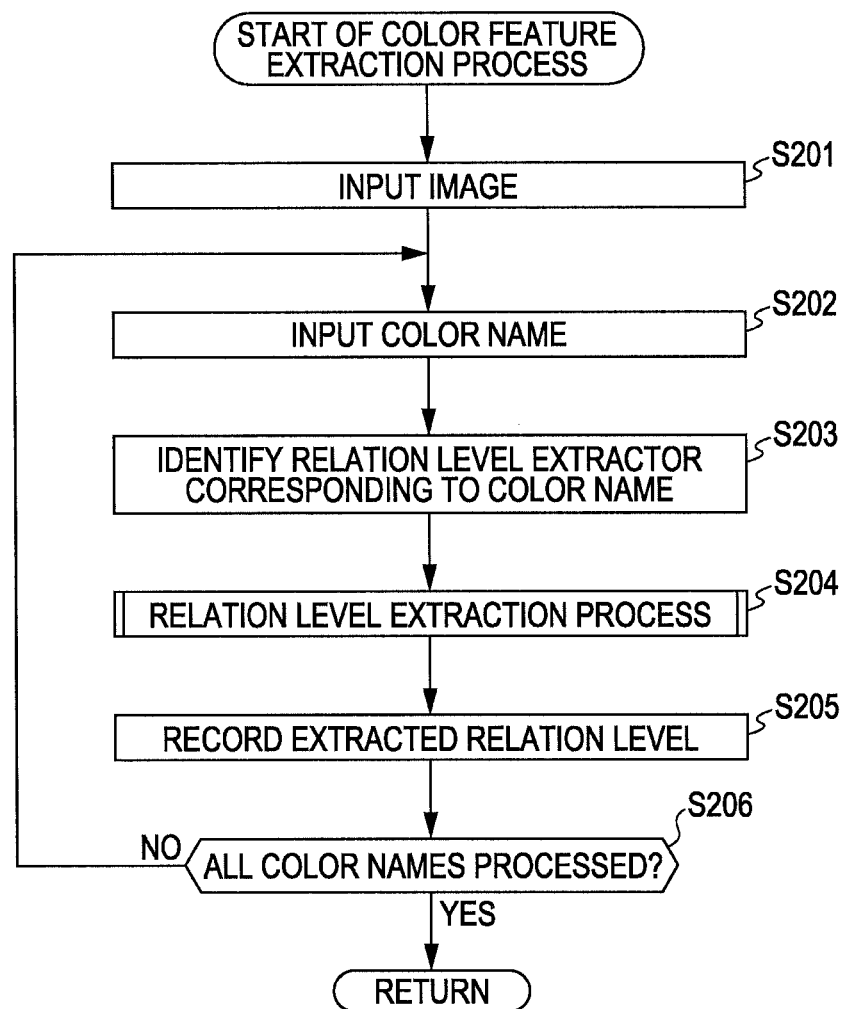 START OF COLOR FEATURE
EXTRACTION PROCESS
S201
INPUT IMAGE
S202
INPUT COLOR NAME
S203
IDENTIFY RELATION LEVEL EXTRACTOR
CORRESPONDING TO COLOR NAME
S204
RELATION LEVEL EXTRACTION PROCESS
S205
RECORD EXTRACTED RELATION LEVEL
S206
NO
ALL COLOR NAMES PROCESSED?
YES
RETURN